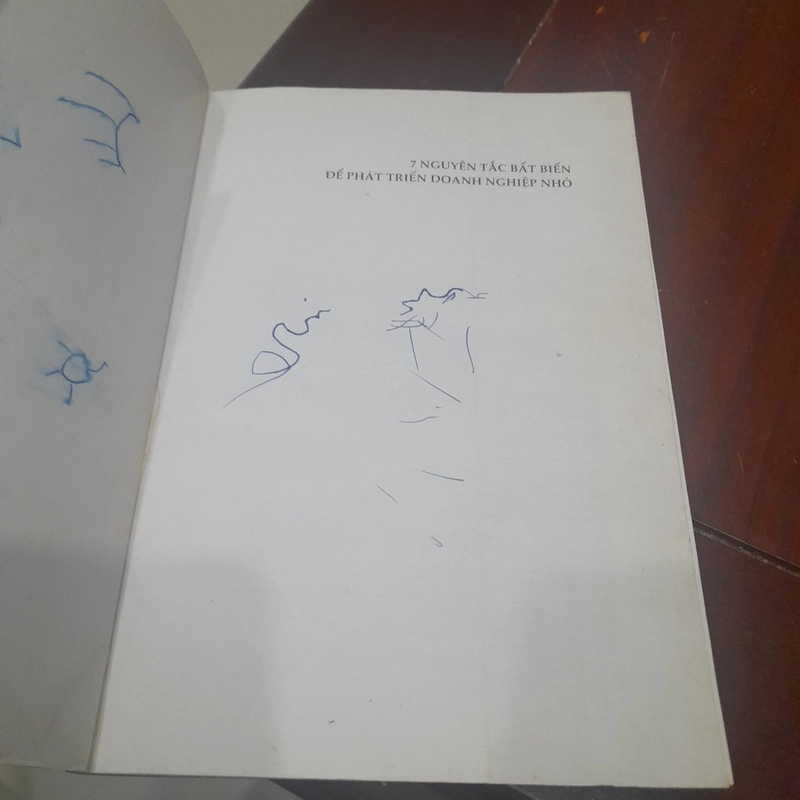 7 NGUYÊN TẮC BẤT BIẾN
ĐỂ PHÁT TRIỂN DOANH NGHIỆP NHỎ